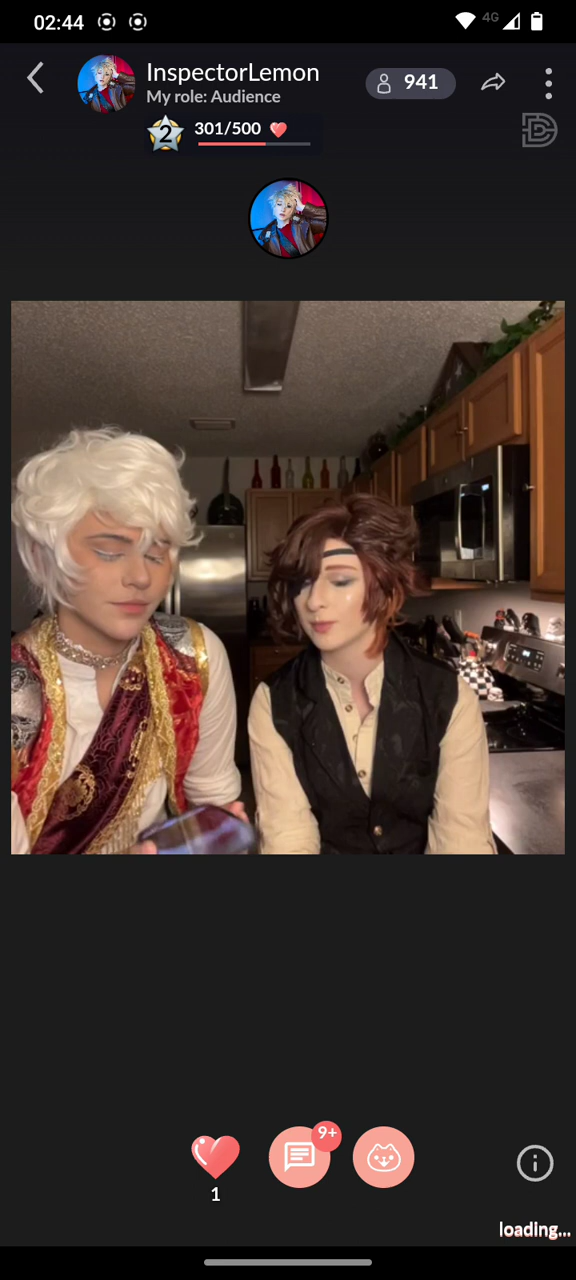 02:44
4G
InspectorLemon
941
My role: Audience
2
301/500
9+
1
loading...